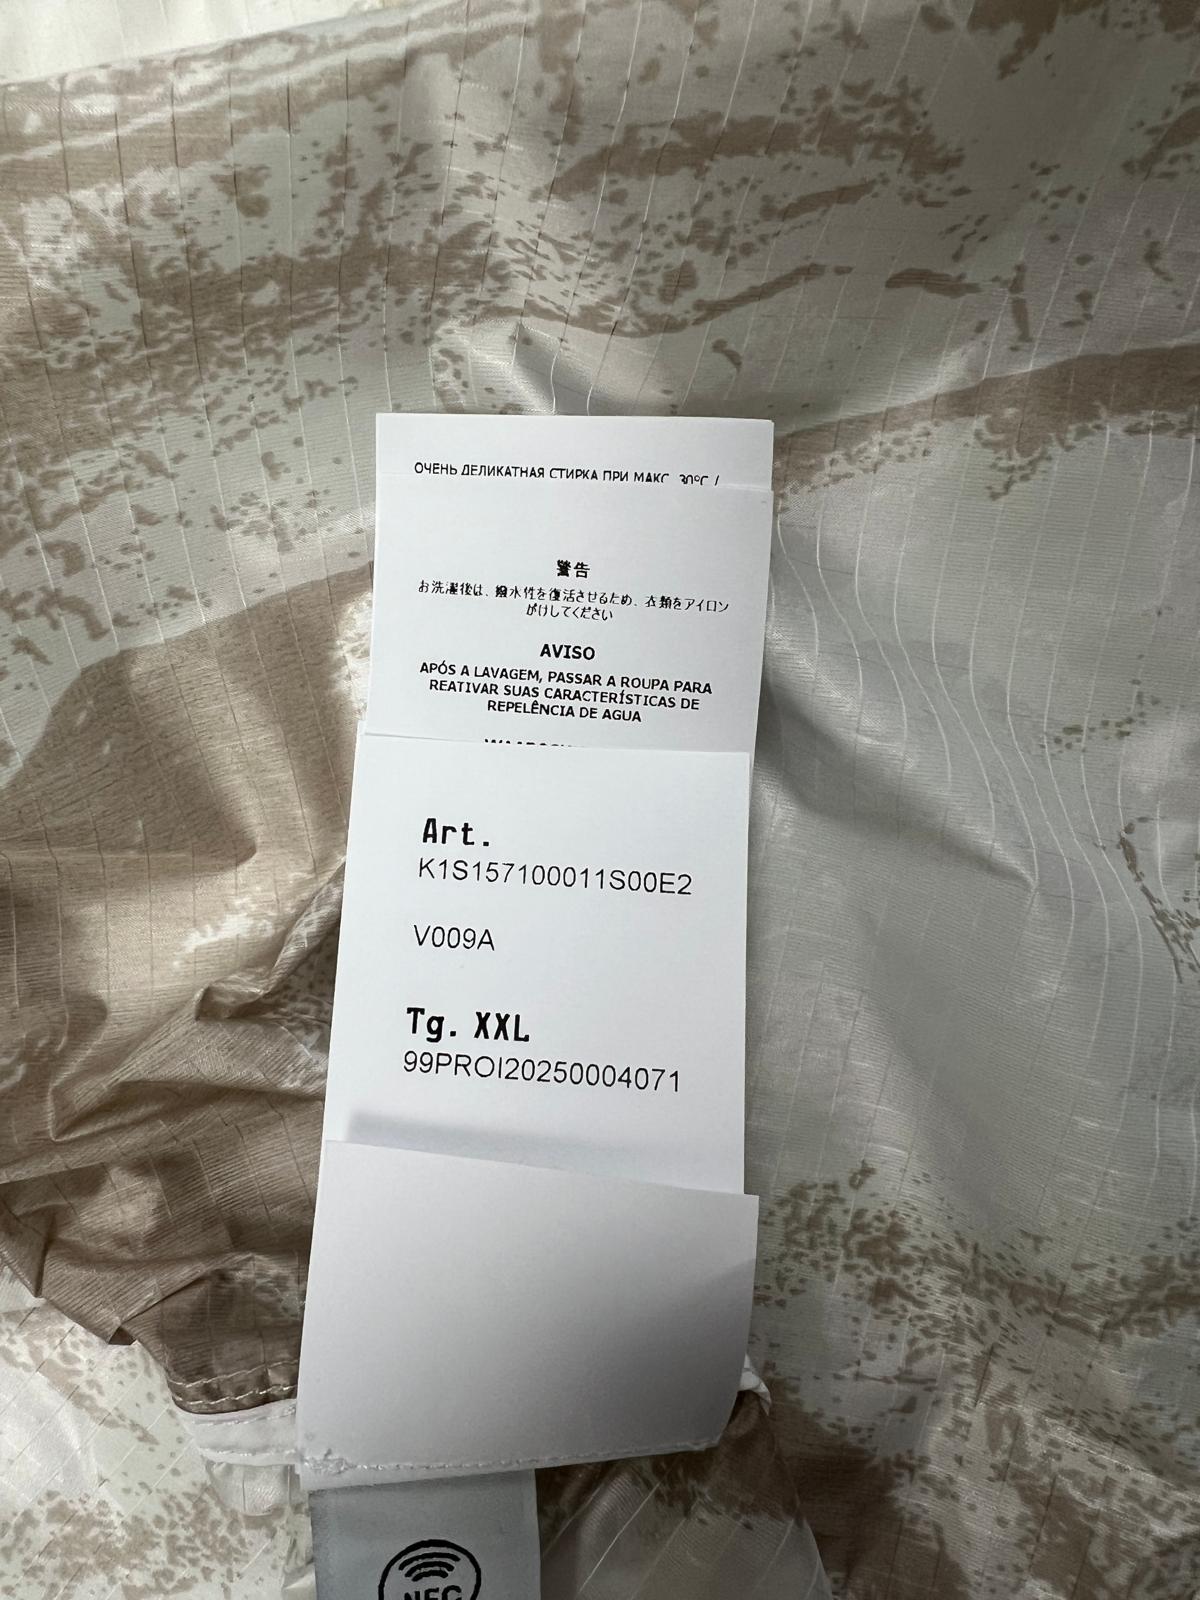 ОЧЕНЬ ДЕЛИКАТНАЯ СТИРКА ПРИ МАКС 30°C /
警告
お洗濯後は、撥水性を復活させるため、衣類をアイロン
がけしてください
AVISO
APÓS A LAVAGEM, PASSAR A ROUPA PARA
REATIVAR SUAS CARACTERÍSTICAS DE
REPELÊNCIA DE AGUA
Art.
K1S157100011S00E2
V009A
Tg. XXL
99PROI20250004071
NFC